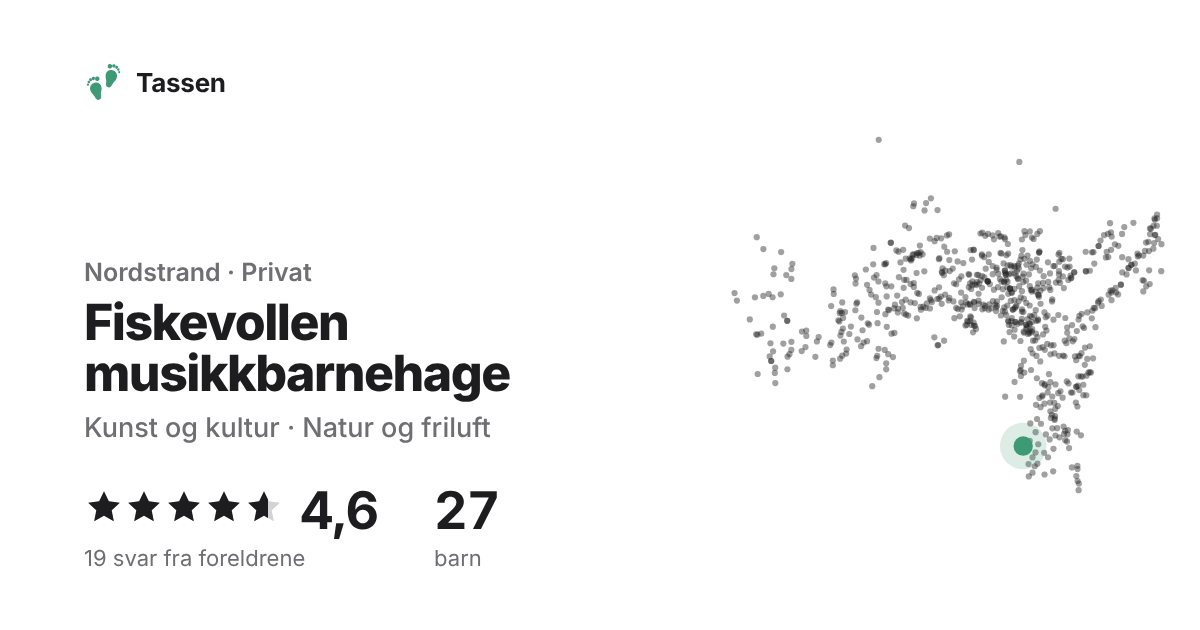 Tassen
Nordstrand · Privat
Fiskevollen
musikkbarnehage
Kunst og kultur · Natur og friluft
4,6
19 svar fra foreldrene
27
barn